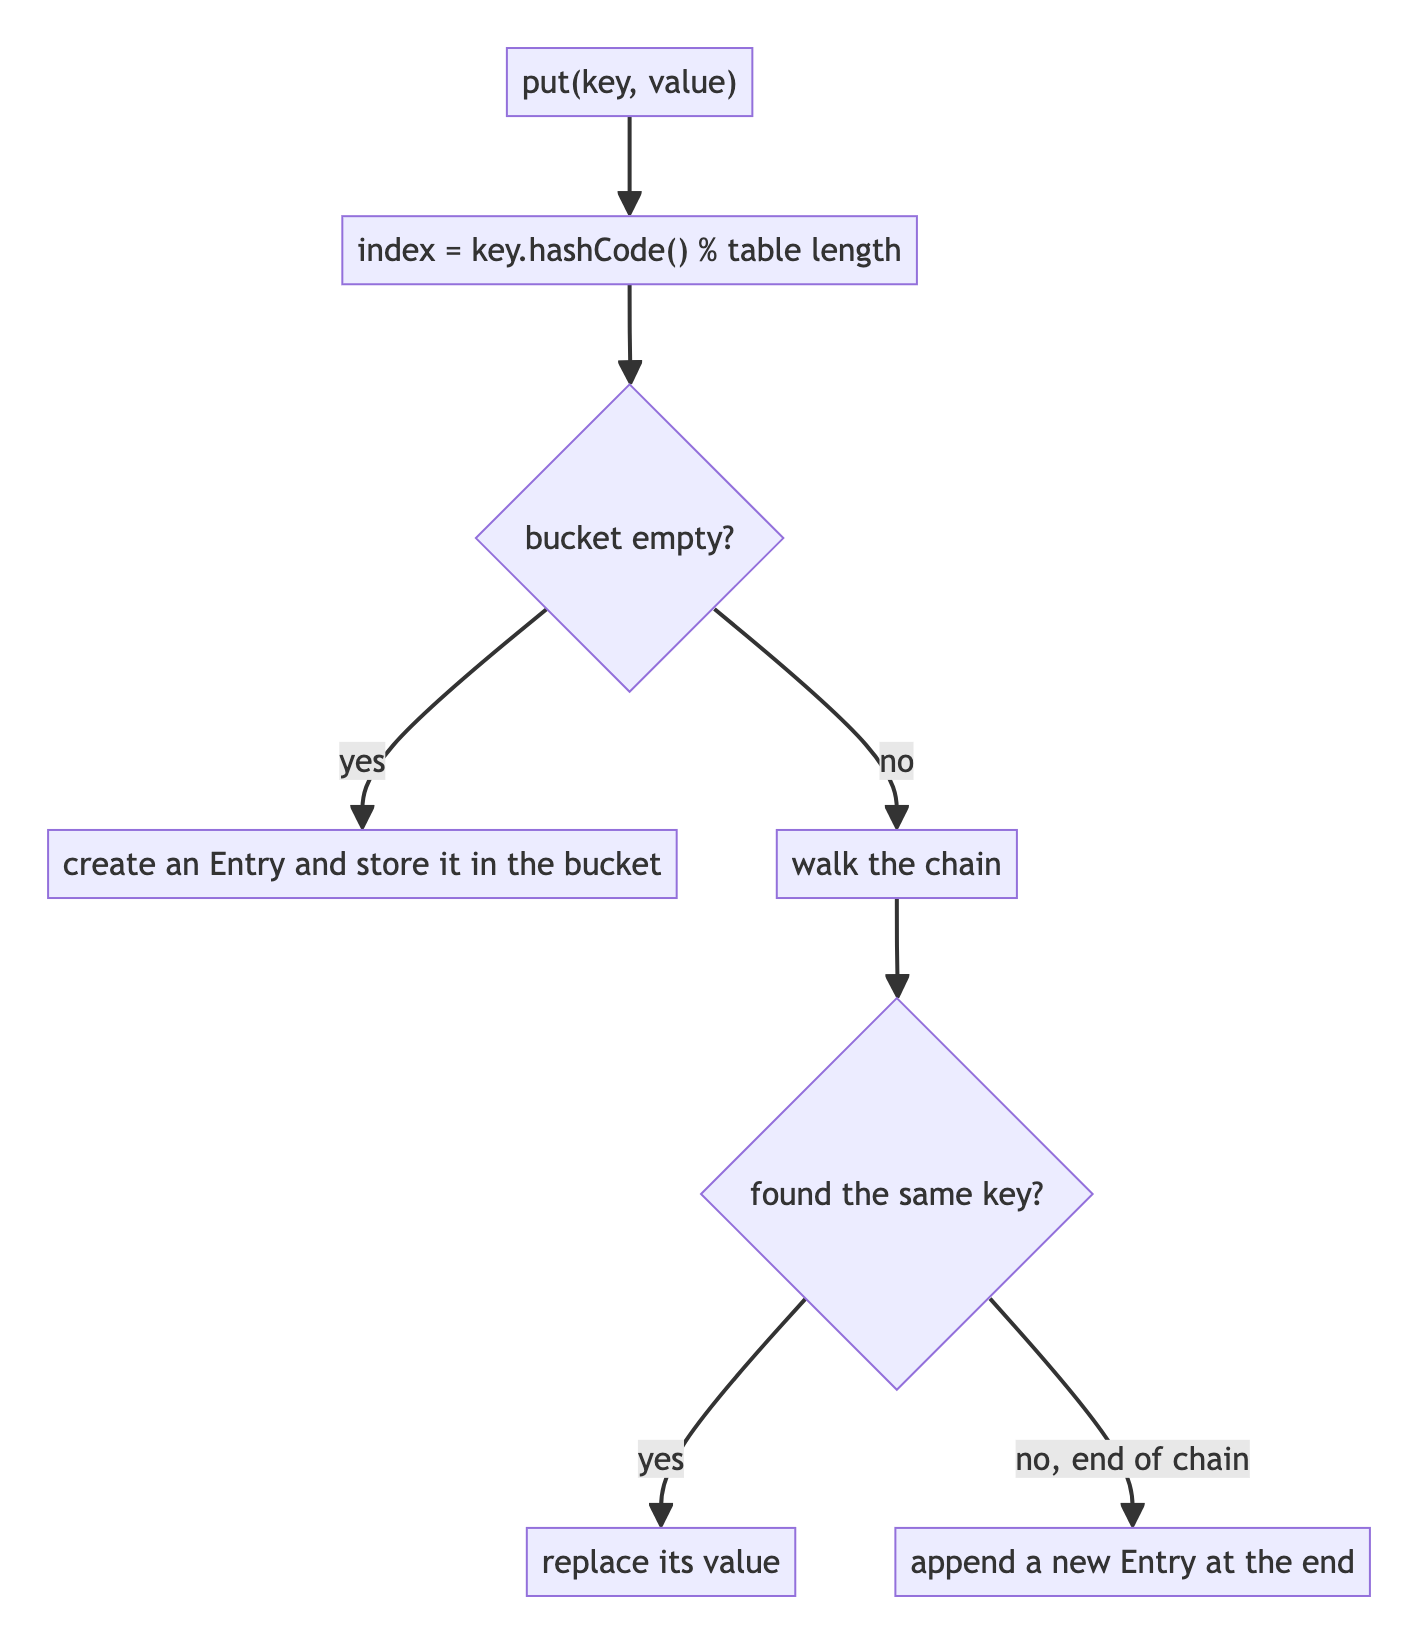 put(key, value)
index = key.hashCode() % table length
bucket empty?
yes
no
create an Entry and store it in the bucket
walk the chain
found the same key?
yes
no, end of chain
replace its value
append a new Entry at the end